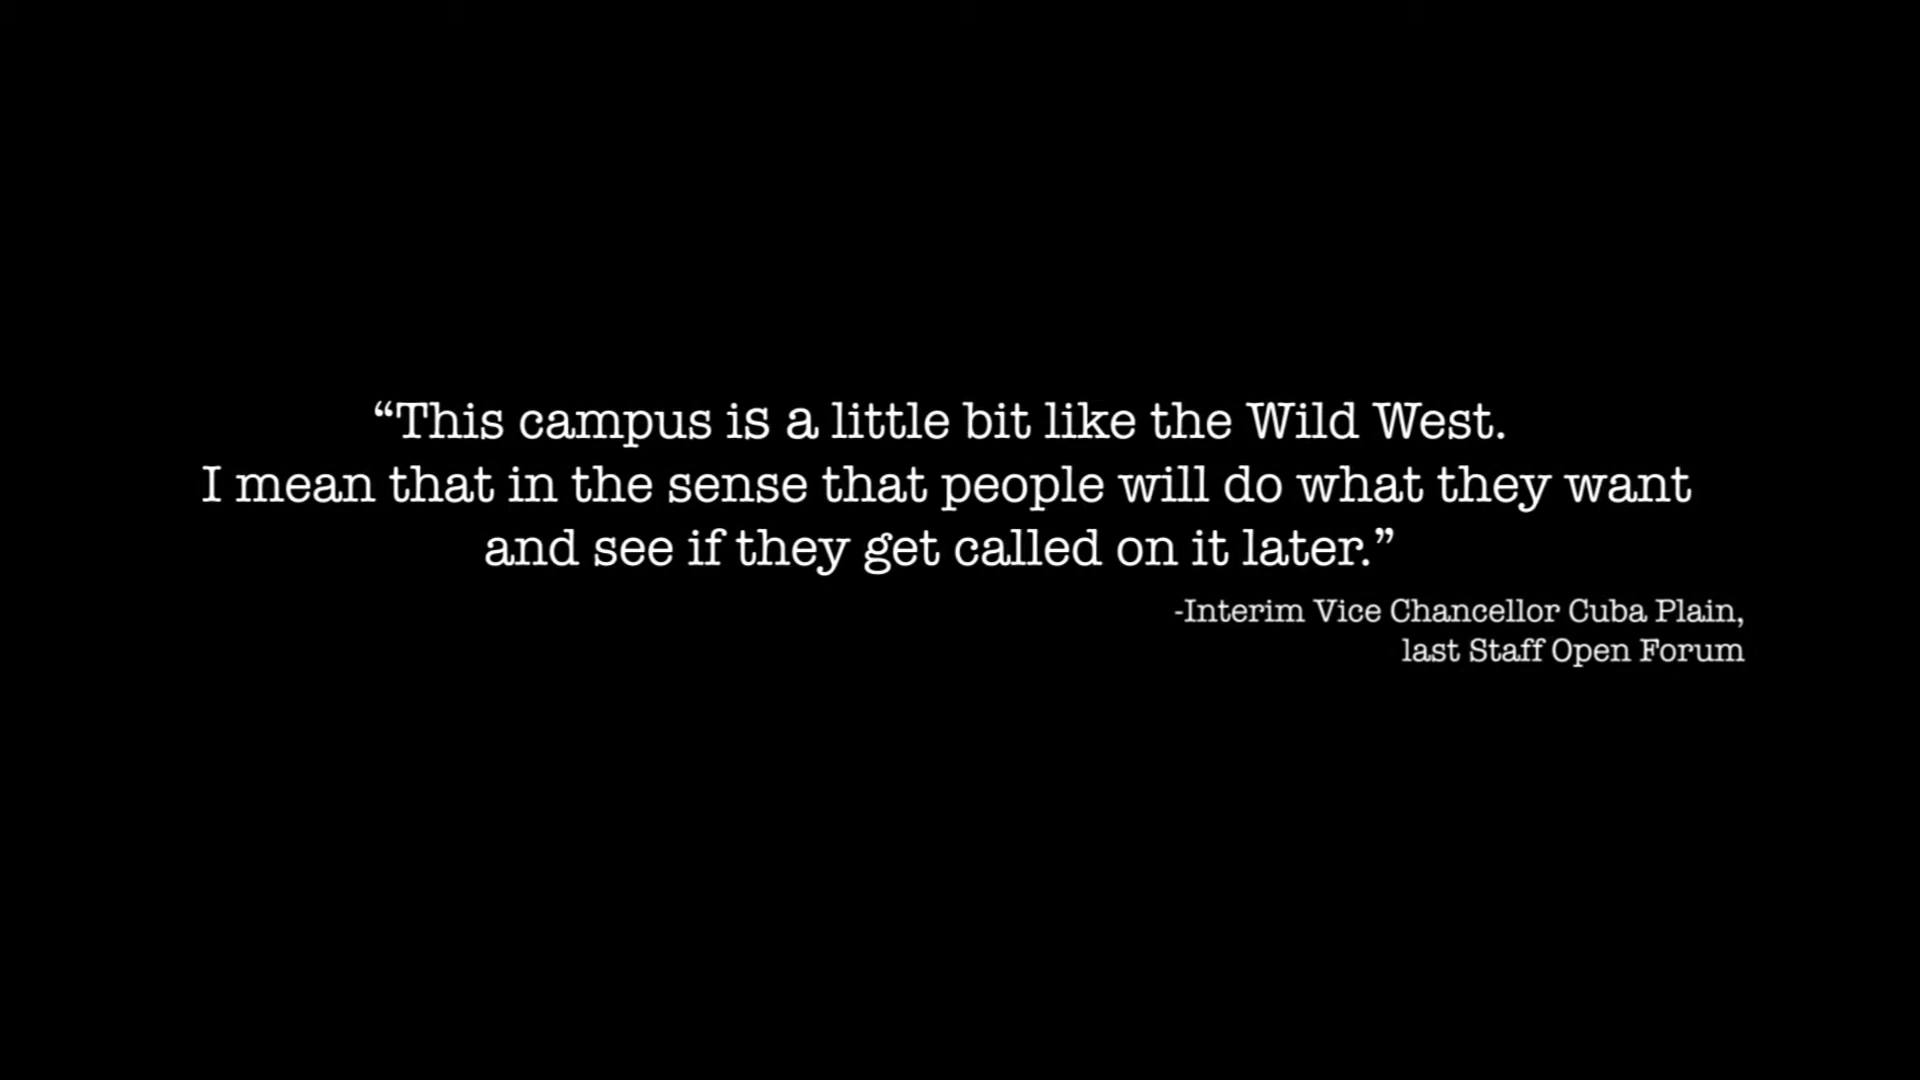 “This campus is a little bit like the Wild West.
I mean that in the sense that people will do what they want
and see if they get called on it later.”
-Interim Vice Chancellor Cuba Plain,
last Staff Open Forum